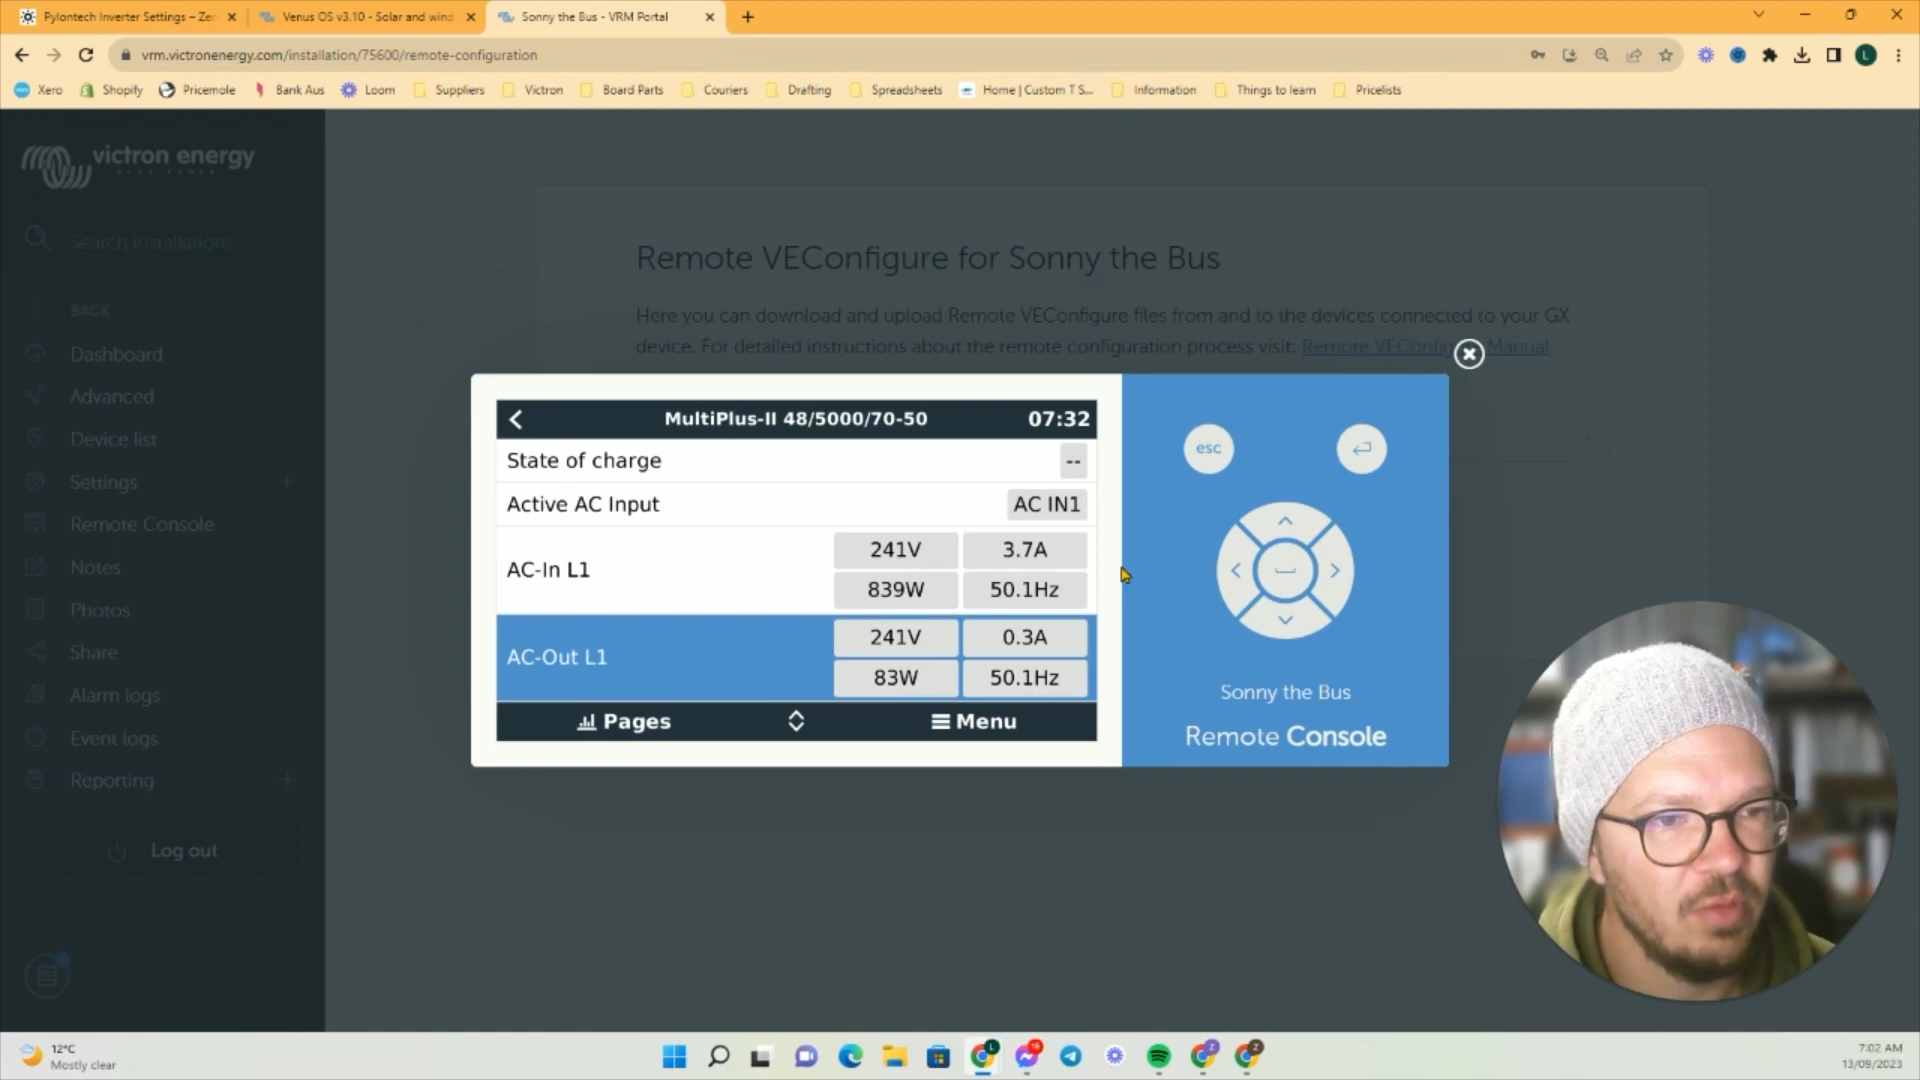 Pylontech Inverter Settings – Ze
Venus OS v3.10 - Solar and wind
Sonny the Bus - VRM Portal
vrm.victronenergy.com/installation/75600/remote-configuration
Xero
Shopify
Pricemole
Bank Aus
Loom
Suppliers
Victron
Board Parts
Couriers
Drafting
Spreadsheets
Home | Custom T S...
Information
Things to learn
Pricelists
L
victron energy
BLUE POWER
Search installations
BACK
Dashboard
Advanced
Device list
Settings
Remote Console
Notes
Photos
Share
Alarm logs
Event logs
Reporting
Log out
Remote VEConfigure for Sonny the Bus
Here you can download and upload Remote VEConfigure files from and to the devices connected to your GX
device. For detailed instructions about the remote configuration process visit: Remote VEConfig Manual.
MultiPlus-II 48/5000/70-50 07:32
State of charge --
Active AC Input AC IN1
AC-In L1
241V 3.7A
839W 50.1Hz
AC-Out L1
241V 0.3A
83W 50.1Hz
Pages Menu
esc
Sonny the Bus
Remote Console
12°C
Mostly clear
7:02 AM
13/09/2023